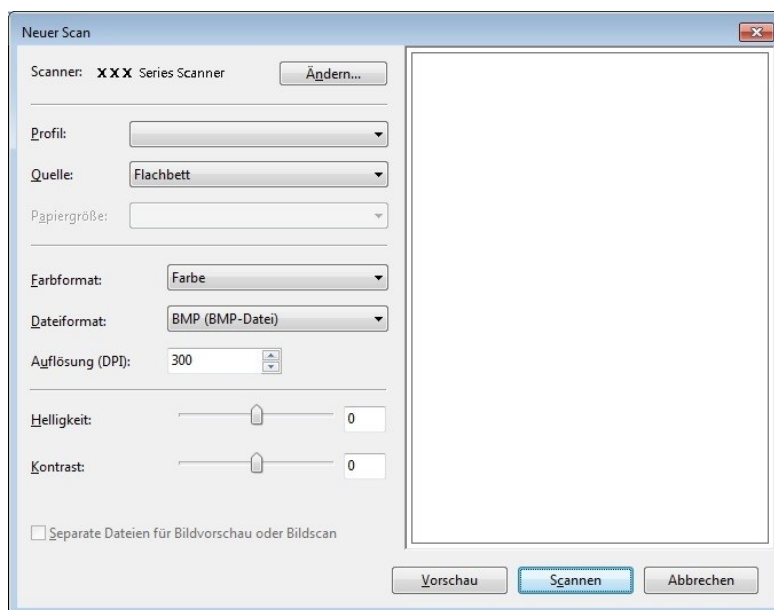 Neuer Scan
Scanner: XXX Series Scanner Ändern...
Profil:
Quelle: Flachbett
Papiergröße:
Farbformat: Farbe
Dateiformat: BMP (BMP-Datei)
Auflösung (DPI): 300
Helligkeit: 0
Kontrast: 0
Separate Dateien für Bildvorschau oder Bildscan
Vorschau Scannen Abbrechen